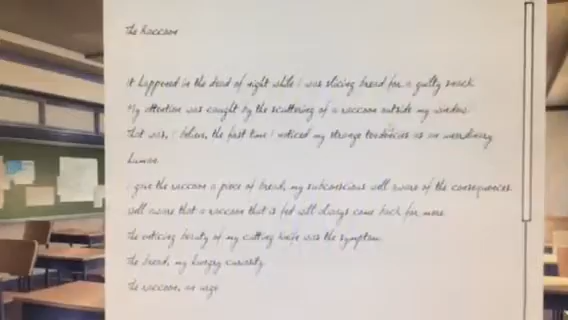 The Raccoon
It happened in the dead of night while I was slicing bread for a guilty snack.
My attention was caught by the scuttering of a raccoon outside my window.
That was, I believe, the first time I noticed my strange tendencies as an unordinary
human.
I gave the raccoon a piece of bread, my subconscious well aware of the consequences.
Well aware that a raccoon that is fed will always come back for more.
The enticing beauty of my cutting knife was the symptom.
The bread, my hungry curiosity.
The raccoon, an urge.